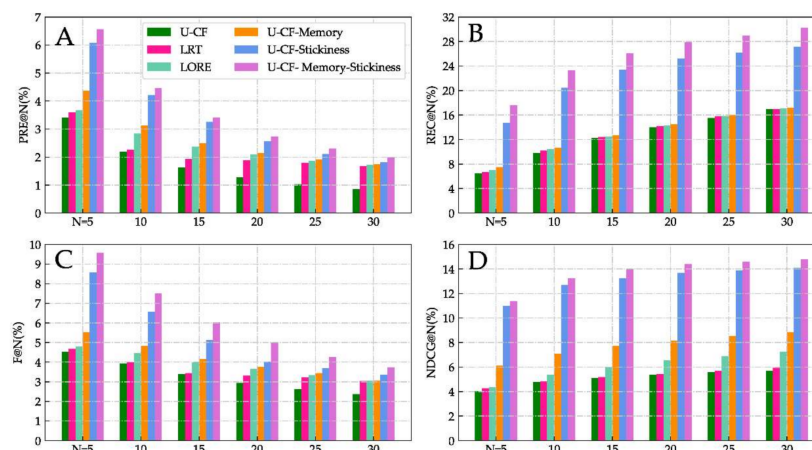 A
PRE@N(%)
7
6
5
4
3
2
1
0
N=5 10 15 20 25 30
U-CF
LRT
LORE
U-CF-Memory
U-CF-Stickiness
U-CF- Memory-Stickiness
B
REC@N(%)
32
28
24
20
16
12
8
4
0
N=5 10 15 20 25 30
C
F@N(%)
10
9
8
7
6
5
4
3
2
1
0
N=5 10 15 20 25 30
D
NDCG@N(%)
16
14
12
10
8
6
4
2
0
N=5 10 15 20 25 30